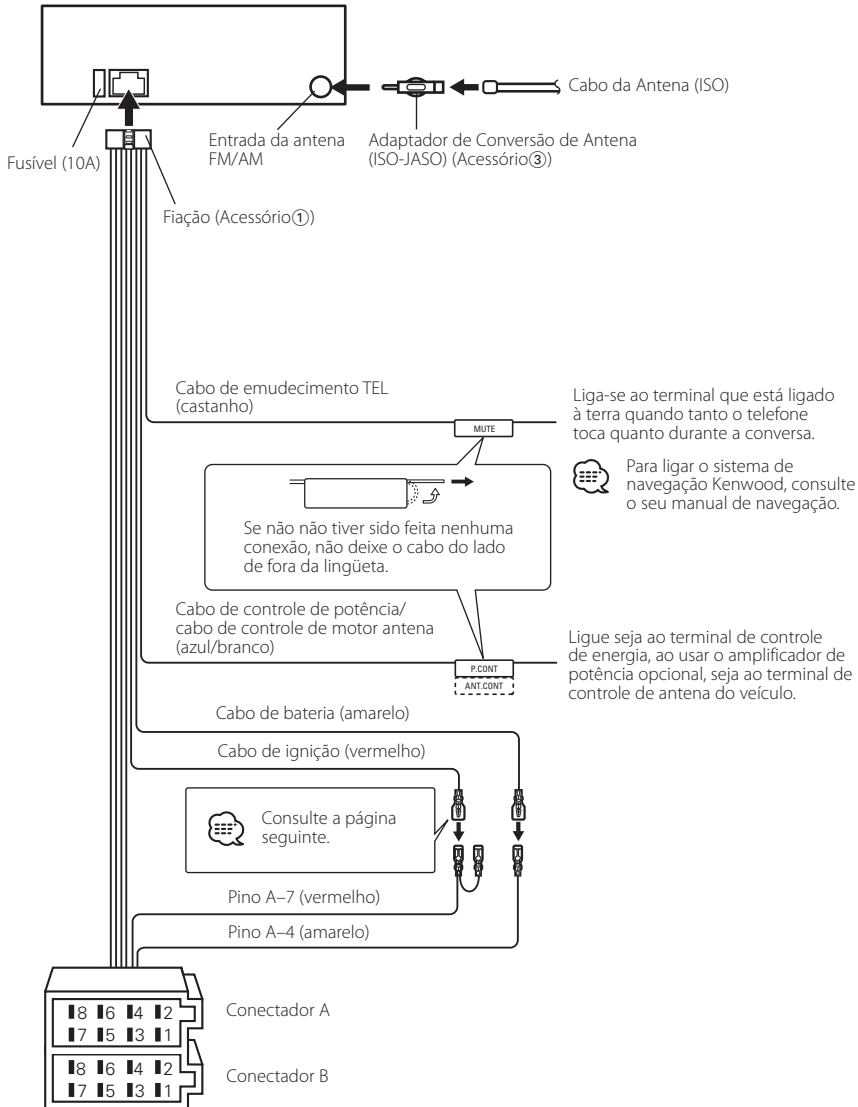 Cabo da Antena (ISO)
Fusível (10A)
Entrada da antena
FM/AM
Adaptador de Conversão de Antena
(ISO-JASO) (Acessório③)
Fiação (Acessório①)
Cabo de emudecimento TEL
(castanho)
MUTE
Liga-se ao terminal que está ligado
à terra quando tanto o telefone
toca quanto durante a conversa.
Para ligar o sistema de
navegação Kenwood, consulte
o seu manual de navegação.
Se não não tiver sido feita nenhuma
conexão, não deixe o cabo do lado
de fora da lingüeta.
Cabo de controle de potência/
cabo de controle de motor antena
(azul/branco)
P.CONT
ANT.CONT
Ligue seja ao terminal de controle
de energia, ao usar o amplificador de
potência opcional, seja ao terminal de
controle de antena do veículo.
Cabo de bateria (amarelo)
Cabo de ignição (vermelho)
Consulte a página
seguinte.
Pino A–7 (vermelho)
Pino A–4 (amarelo)
8 6 4 2
7 5 3 1
Conectador A
8 6 4 2
7 5 3 1
Conectador B